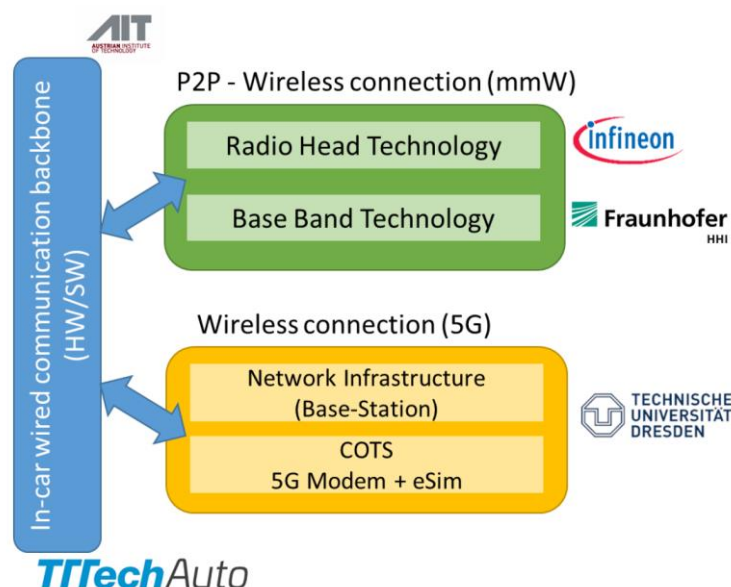 AIT
AUSTRIAN INSTITUTE
OF TECHNOLOGY
P2P - Wireless connection (mmW)
Radio Head Technology
infineon
Base Band Technology
Fraunhofer
HHI
In-car wired communication backbone
(HW/SW)
Wireless connection (5G)
Network Infrastructure
(Base-Station)
COTS
5G Modem + eSim
TECHNISCHE
UNIVERSITÄT
DRESDEN
TTTechAuto